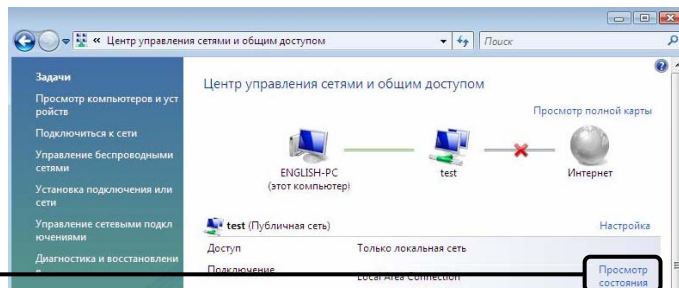 « Центр управления сетями и общим доступом
Поиск
Задачи
Просмотр компьютеров и уст
ройств
Подключиться к сети
Управление беспроводными
сетями
Установка подключения или
сети
Управление сетевыми подкл
ючениями
Диагностика и восстановлени
Центр управления сетями и общим доступом
Просмотр полной карты
ENGLISH-PC
(этот компьютер)
test
Интернет
test (Публичная сеть)
Настройка
Доступ
Только локальная сеть
Подключение
Local Area Connection
Просмотр
состояния